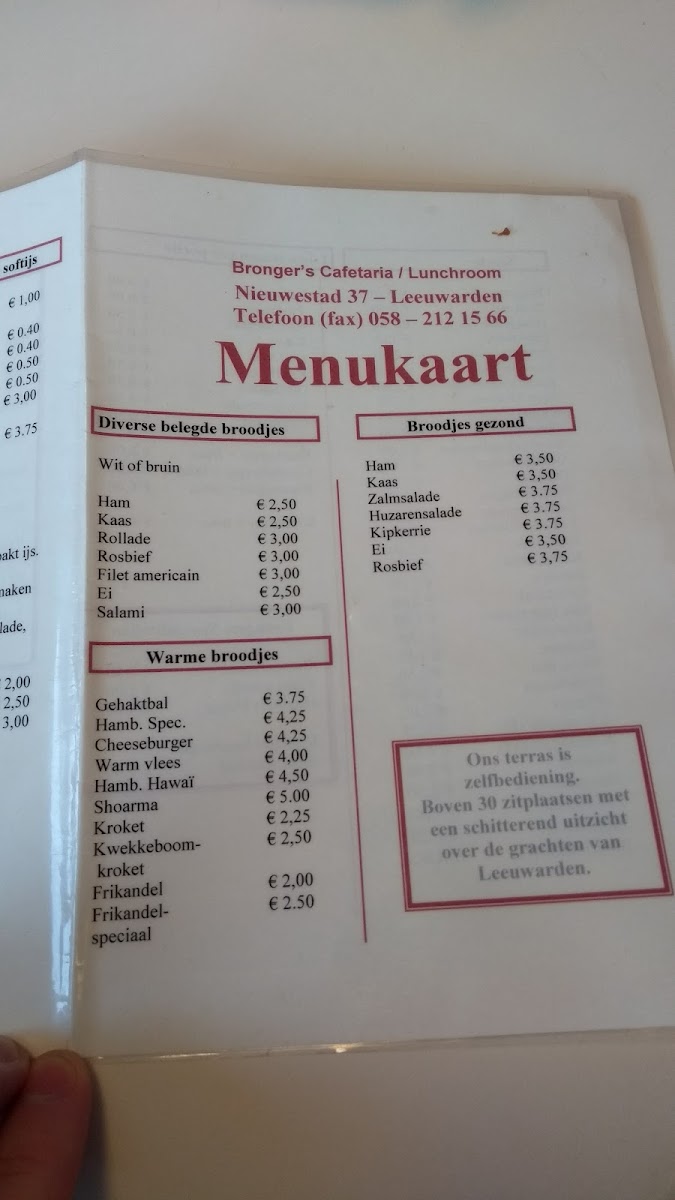 softijs
€ 1,00
€ 0.40
€ 0.40
€ 0.50
€ 0.50
€ 3,00
€ 3.75
ijs.
2,00
2,50
3,00
Bronger's Cafetaria / Lunchroom
Nieuwestad 37 – Leeuwarden
Telefoon (fax) 058 – 212 15 66
Menukaart
Diverse belegde broodjes
Wit of bruin
Ham € 2,50
Kaas € 2,50
Rollade € 3,00
Rosbief € 3,00
Filet americain € 3,00
Ei € 2,50
Salami € 3,00
Warme broodjes
Gehaktbal € 3.75
Hamb. Spec. € 4,25
Cheeseburger € 4,25
Warm vlees € 4,00
Hamb. Hawaï € 4,50
Shoarma € 5.00
Kroket € 2,25
Kwekkeboom- € 2,50
kroket
Frikandel € 2,00
Frikandel- € 2.50
speciaal
Broodjes gezond
Ham € 3,50
Kaas € 3,50
Zalmsalade € 3.75
Huzarensalade € 3.75
Kipkerrie € 3.75
Ei € 3,50
Rosbief € 3,75
Ons terras is
zelfbediening.
Boven 30 zitplaatsen met
een schitterend uitzicht
over de grachten van
Leeuwarden.